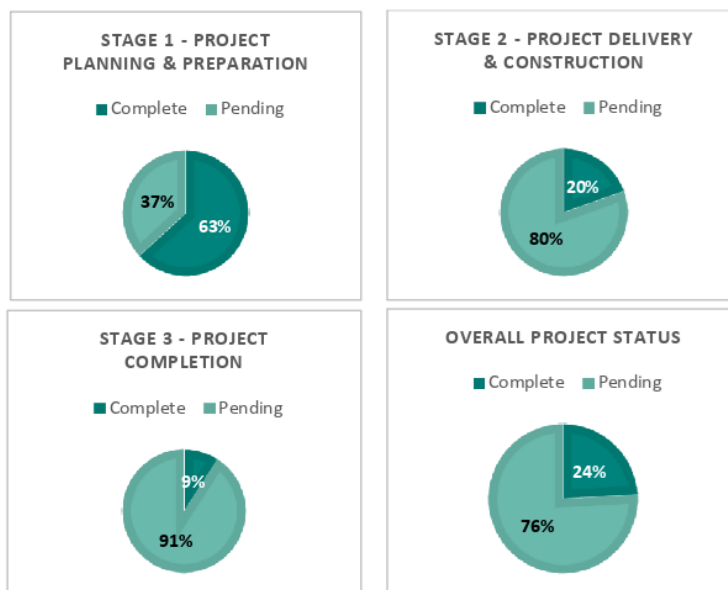 STAGE 1 - PROJECT
PLANNING & PREPARATION
Complete Pending
37%
63%
STAGE 2 - PROJECT DELIVERY
& CONSTRUCTION
Complete Pending
20%
80%
STAGE 3 - PROJECT
COMPLETION
Complete Pending
9%
91%
OVERALL PROJECT STATUS
Complete Pending
24%
76%